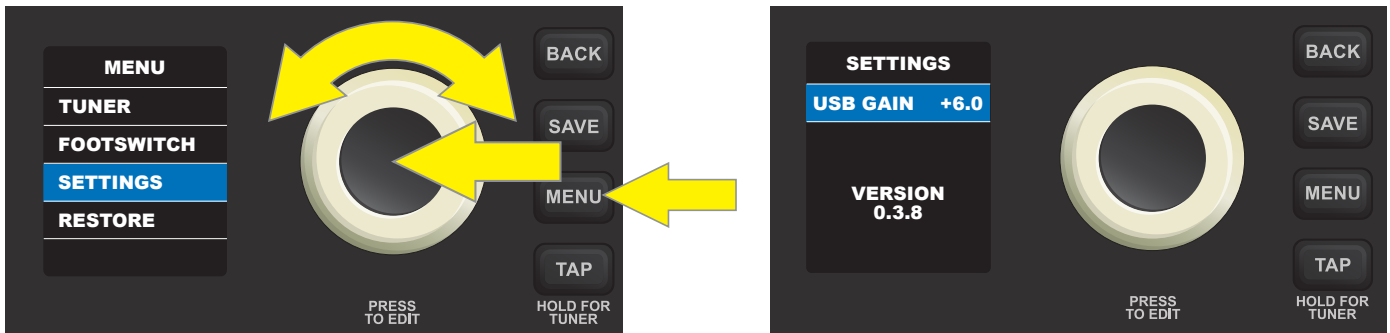 MENU
TUNER
FOOTSWITCH
SETTINGS
RESTORE
BACK
SAVE
MENU
TAP
PRESS
TO EDIT
HOLD FOR
TUNER
SETTINGS
USB GAIN +6.0
VERSION
0.3.8
BACK
SAVE
MENU
TAP
PRESS
TO EDIT
HOLD FOR
TUNER